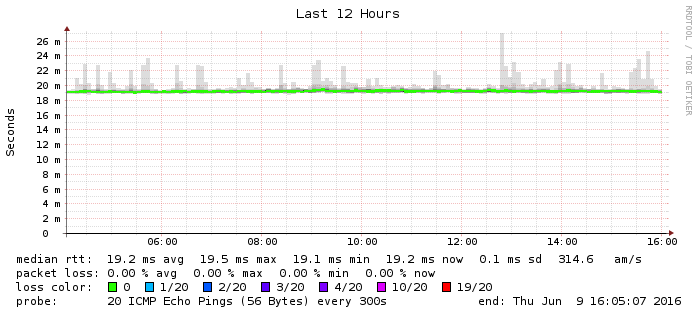 Last 12 Hours
RRDTOOL / TOBI OETIKER
Seconds
26 m
24 m
22 m
20 m
18 m
16 m
14 m
12 m
10 m
8 m
6 m
4 m
2 m
0
06:00 08:00 10:00 12:00 14:00 16:00
median rtt: 19.2 ms avg 19.5 ms max 19.1 ms min 19.2 ms now 0.1 ms sd 314.6 am/s
packet loss: 0.00 % avg 0.00 % max 0.00 % min 0.00 % now
loss color: 0 1/20 2/20 3/20 4/20 10/20 19/20
probe: 20 ICMP Echo Pings (56 Bytes) every 300s end: Thu Jun 9 16:05:07 2016